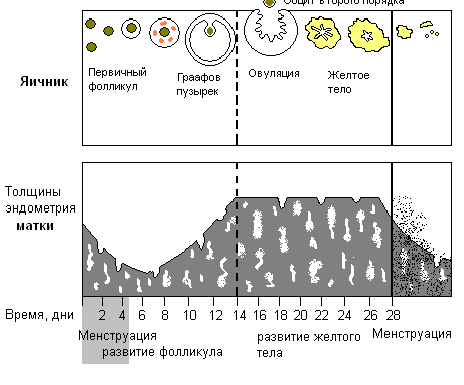 Ооцит второго порядка
Яичник
Первичный
фолликул
Граафов
пузырек
Овуляция
Желтое
тело
Толщины
эндометрия
матки
Время, дни
2 4 6 8 10 12 14 16 18 20 22 24 26 28
Менструация
развитие фолликула
развитие желтого
тела
Менструация